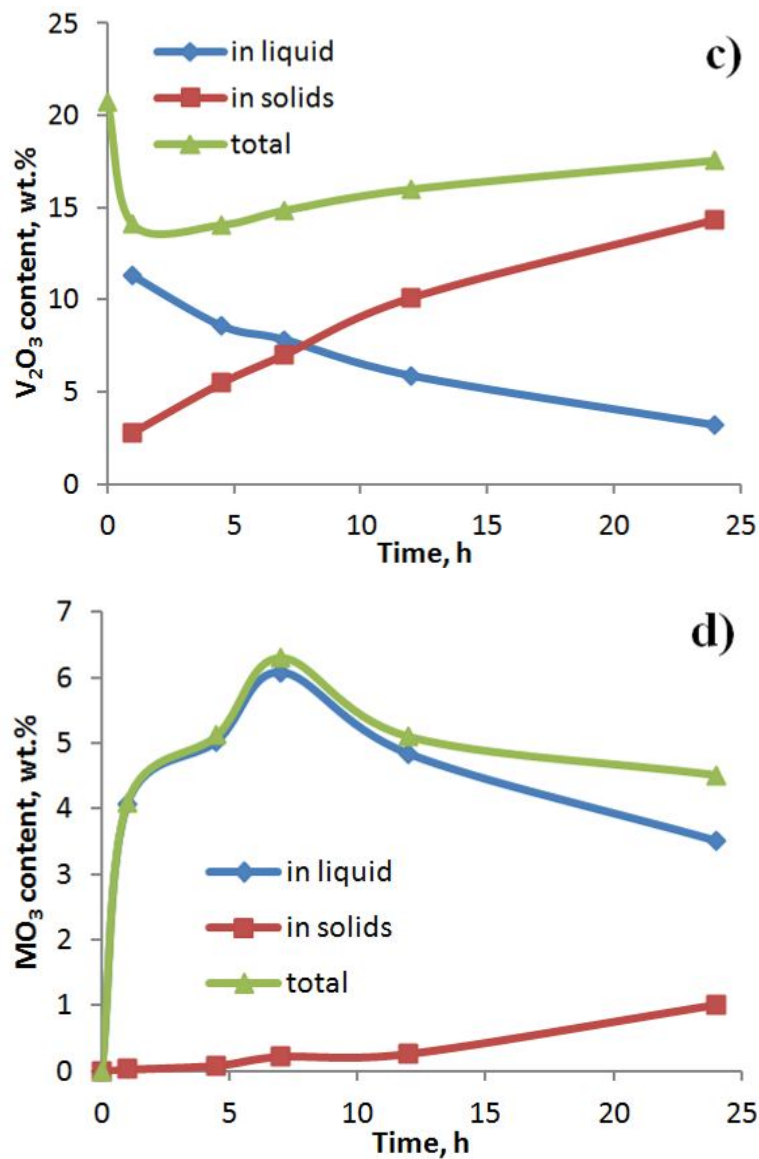 25
20
15
10
5
0
V₂O₃ content, wt.%
in liquid
in solids
total
c)
0 5 10 15 20 25
Time, h
7
6
5
4
3
2
1
0
MO₃ content, wt.%
d)
in liquid
in solids
total
0 5 10 15 20 25
Time, h